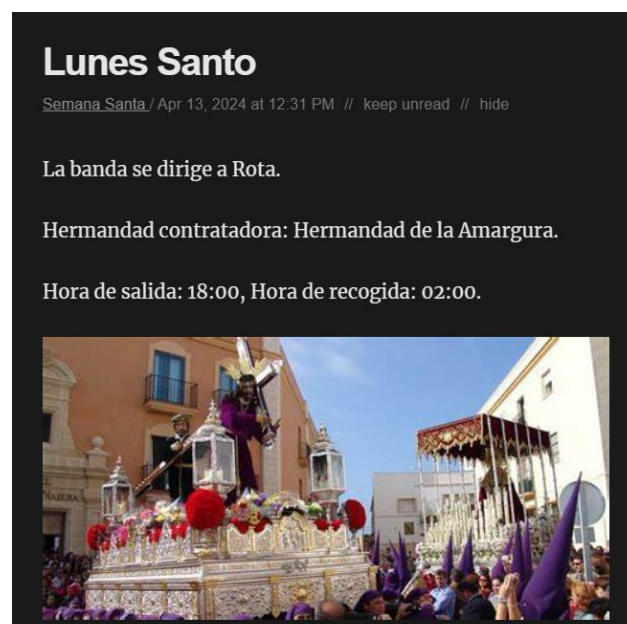 Lunes Santo
Semana Santa / Apr 13, 2024 at 12:31 PM // keep unread // hide
La banda se dirige a Rota.
Hermandad contratadora: Hermandad de la Amargura.
Hora de salida: 18:00, Hora de recogida: 02:00.